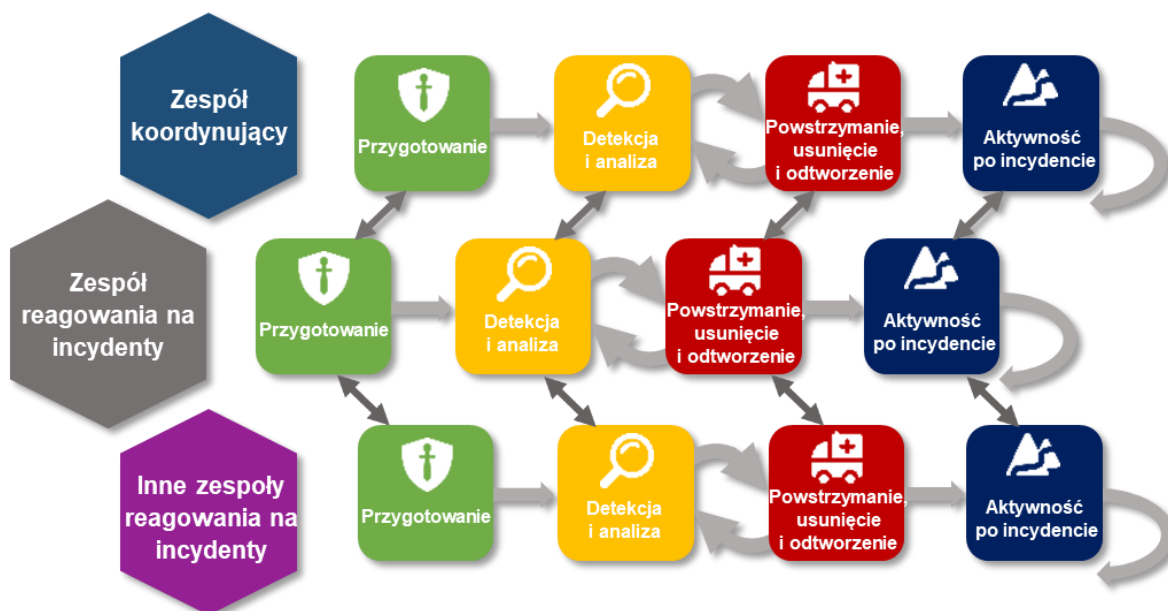 Zespół
koordynujący
Przygotowanie
Detekcja
i analiza
Powstrzymanie,
usunięcie
i odtworzenie
Aktywność
po incydencie
Zespół
reagowania na
incydenty
Przygotowanie
Detekcja
i analiza
Powstrzymanie,
usunięcie
i odtworzenie
Aktywność
po incydencie
Inne zespoły
reagowania na
incydenty
Przygotowanie
Detekcja
i analiza
Powstrzymanie,
usunięcie
i odtworzenie
Aktywność
po incydencie